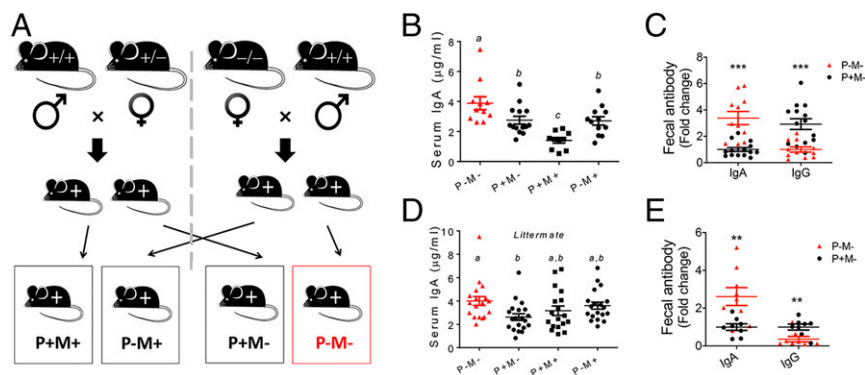 A
+/+
+/−
−/−
+/+
♂ × ♀
♀ × ♂
+
+
+
+
+
+
+
+
P+M+
P-M+
P+M-
P-M-
B
Serum IgA (µg/ml)
10
8
6
4
2
0
a
b
c
b
P-M-
P+M-
P+M+
P-M+
C
Fecal antibody
(Fold change)
8
6
4
2
0
***
***
P-M-
P+M-
IgA
IgG
D
Serum IgA (µg/ml)
10
8
6
4
2
0
Littermate
a
b
a,b
a,b
P-M-
P+M-
P+M+
P-M+
E
Fecal antibody
(Fold change)
6
4
2
0
**
**
P-M-
P+M-
IgA
IgG